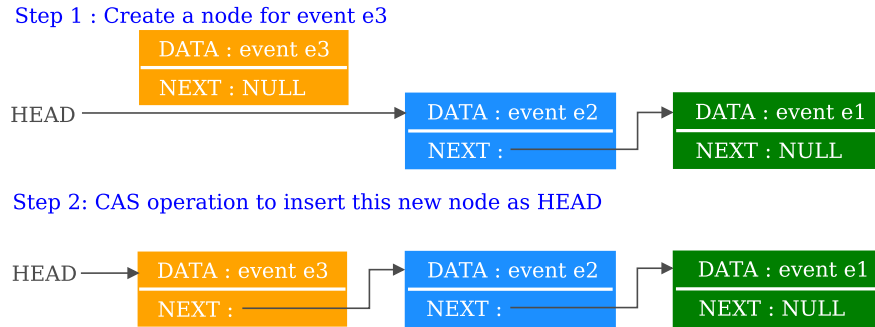 Step 1 : Create a node for event e3
DATA : event e3
NEXT : NULL
HEAD
DATA : event e2
NEXT :
DATA : event e1
NEXT : NULL
Step 2: CAS operation to insert this new node as HEAD
HEAD
DATA : event e3
NEXT :
DATA : event e2
NEXT :
DATA : event e1
NEXT : NULL